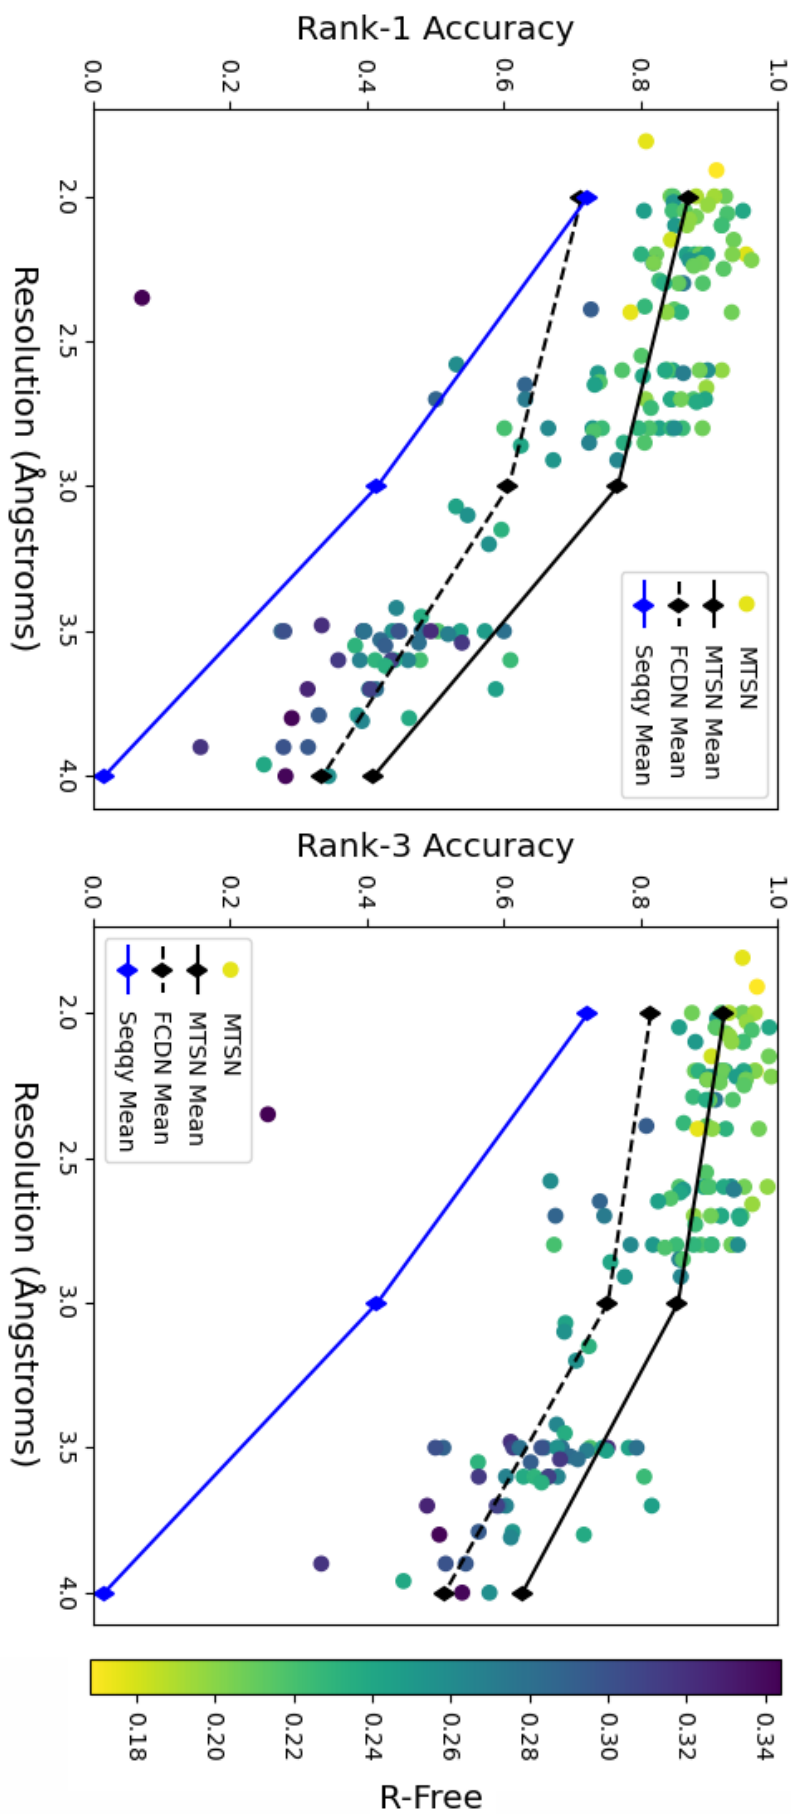 Rank-1 Accuracy
0.0
0.2
0.4
0.6
0.8
1.0
2.0
2.5
3.0
3.5
4.0
Resolution (Ångstroms)
MTSN
MTSN Mean
FCDN Mean
Seqqy Mean
Rank-3 Accuracy
0.0
0.2
0.4
0.6
0.8
1.0
2.0
2.5
3.0
3.5
4.0
Resolution (Ångstroms)
MTSN
MTSN Mean
FCDN Mean
Seqqy Mean
0.18
0.20
0.22
0.24
0.26
0.28
0.30
0.32
0.34
R-Free